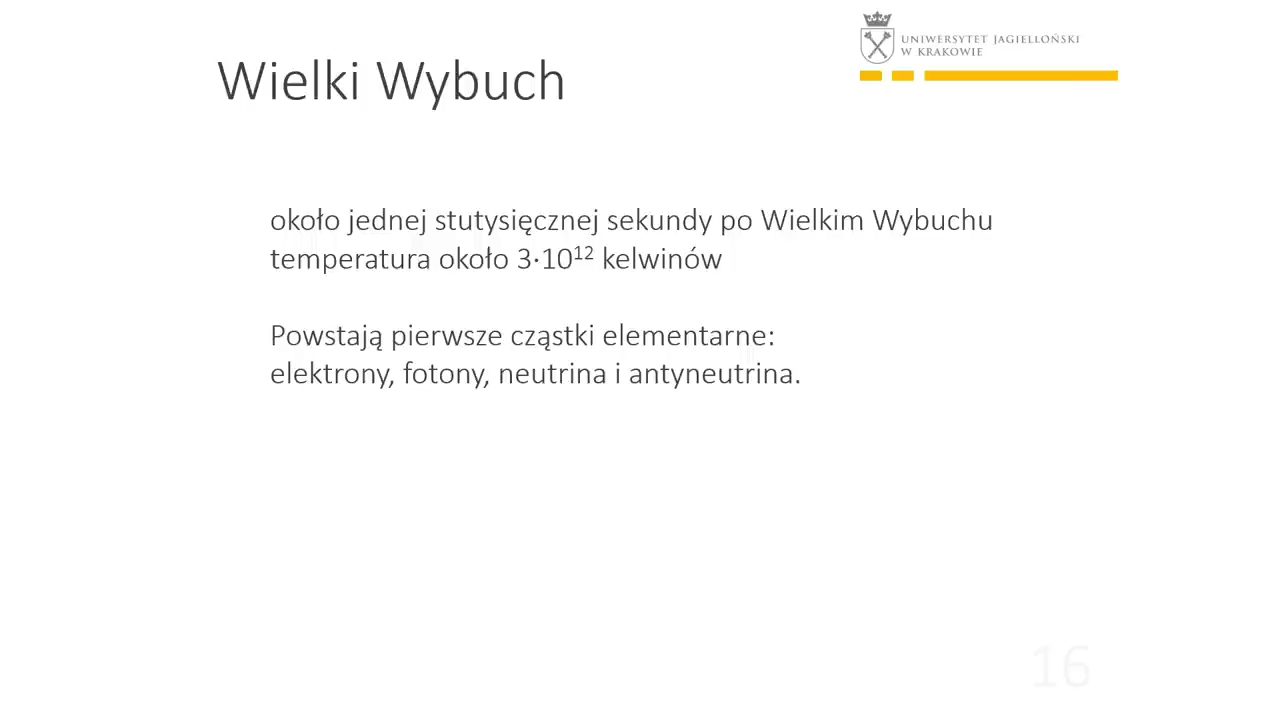 UNIWERSYTET JAGIELLOŃSKI
W KRAKOWIE
Wielki Wybuch
około jednej stutysięcznej sekundy po Wielkim Wybuchu
temperatura około 3·10¹² kelwinów
Powstają pierwsze cząstki elementarne:
elektrony, fotony, neutrina i antyneutrina.
16